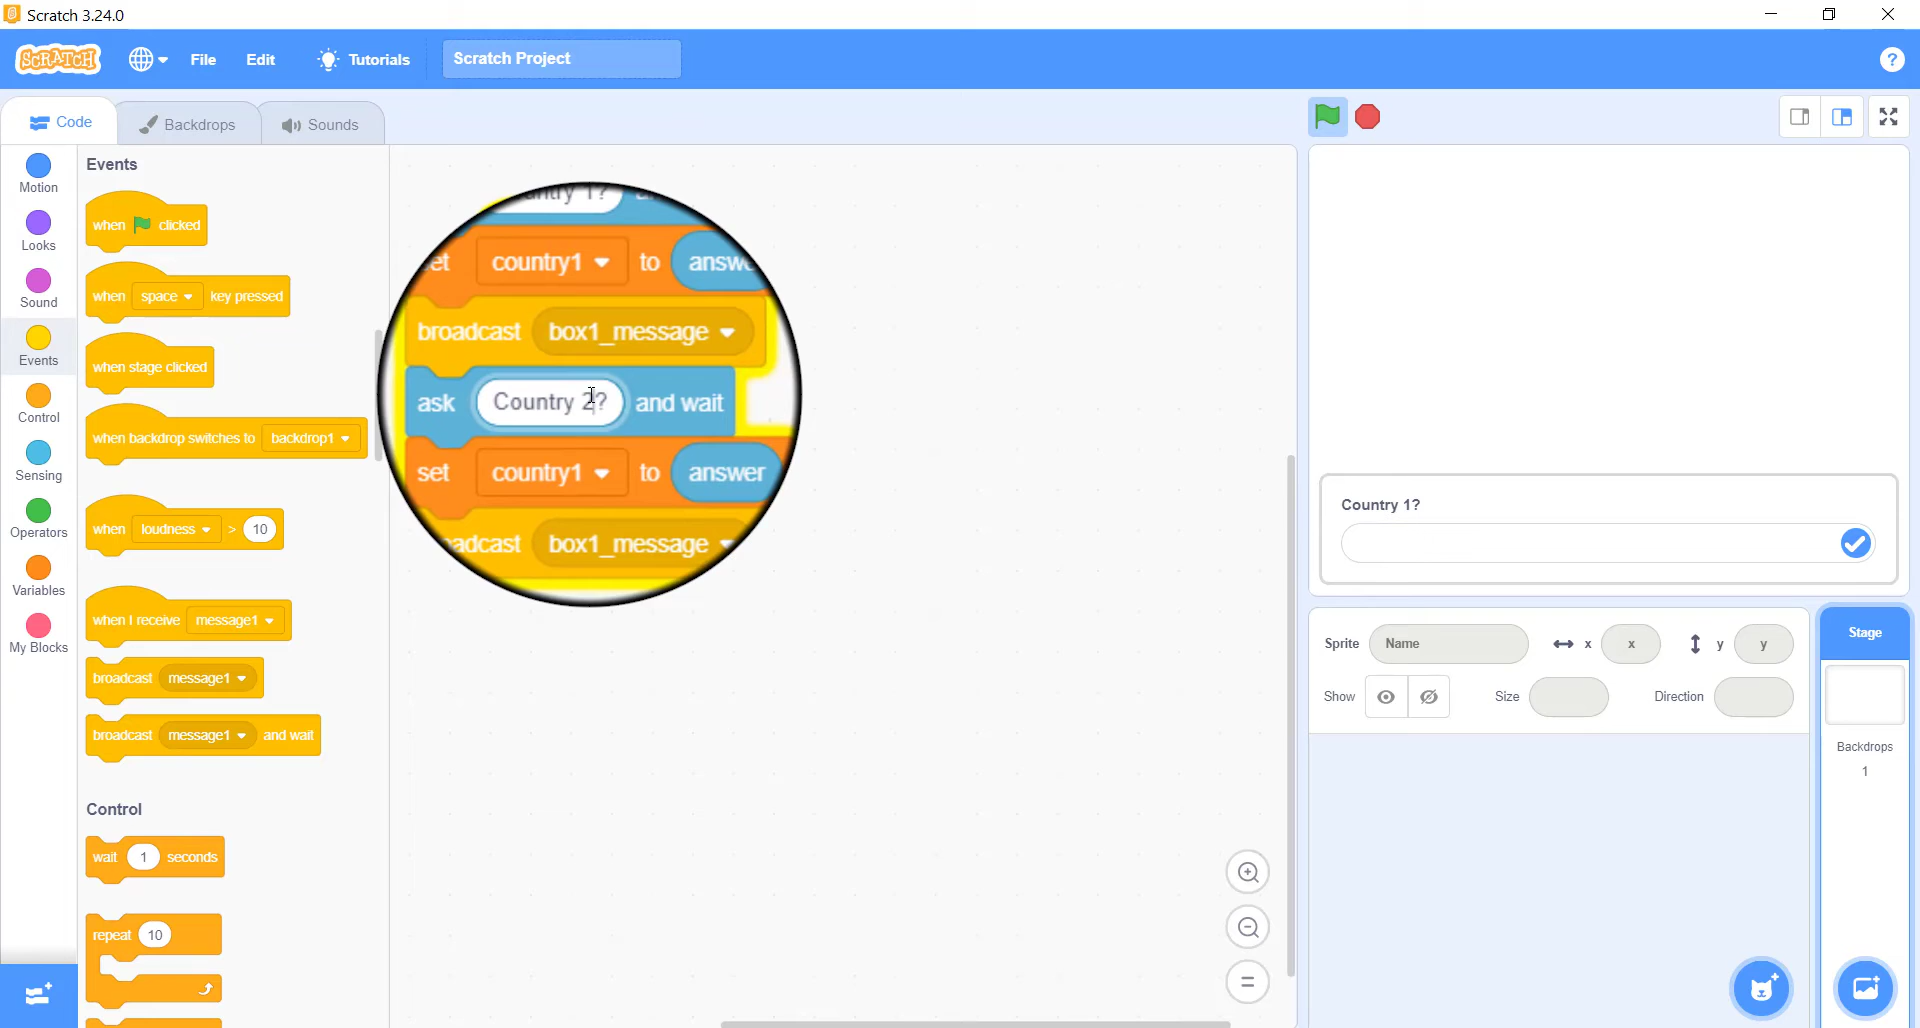 Scratch 3.24.0
SCRATCH
File
Edit
Tutorials
Scratch Project
?
Code
Backdrops
Sounds
Motion
Looks
Sound
Events
Control
Sensing
Operators
Variables
My Blocks
Events
when clicked
when space key pressed
when stage clicked
when backdrop switches to backdrop1
when loudness > 10
when I receive message1
broadcast message1
broadcast message1 and wait
Control
wait 1 seconds
repeat 10
1?
country1 to
broadcast box1_message
ask Country 2? and wait
set country1 to answer
box1_message
Country 1?
Sprite Name x x y y
Show Size Direction
Stage
Backdrops
1